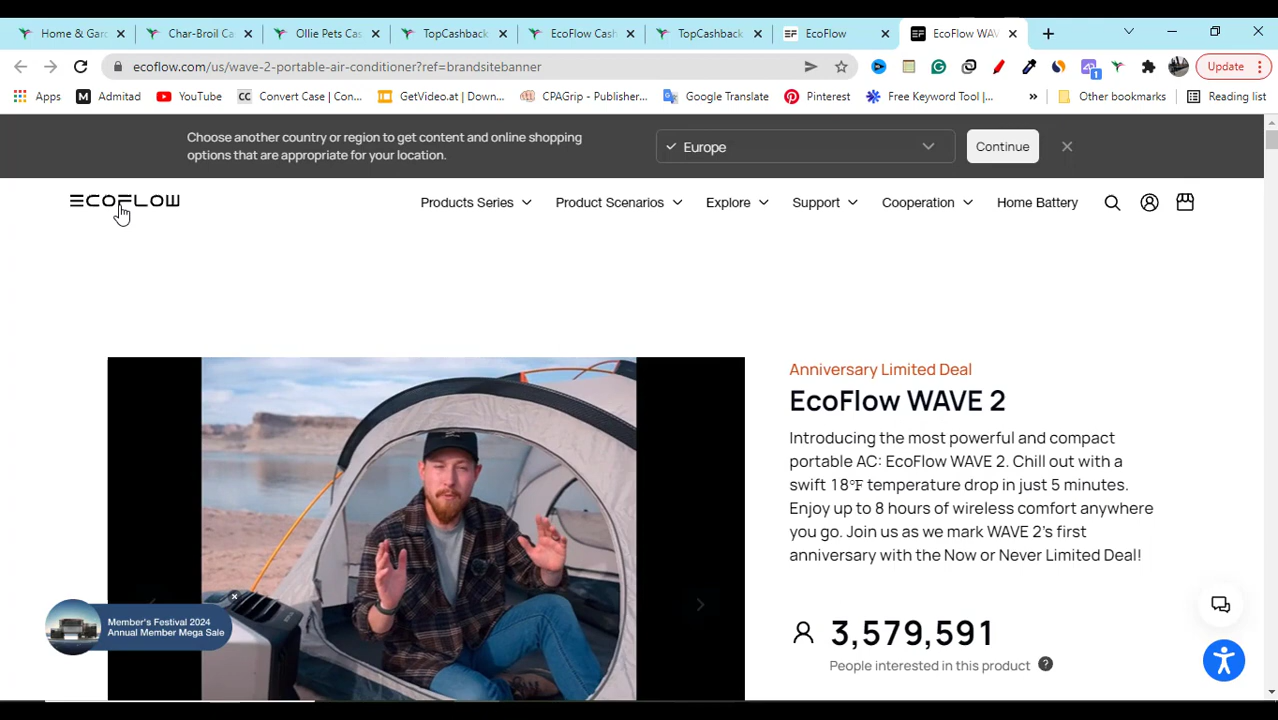 Home & Gard
Char-Broil Ca
Ollie Pets Cas
TopCashback
EcoFlow Cash
TopCashback
EcoFlow
EcoFlow WAV
ecoflow.com/us/wave-2-portable-air-conditioner?ref=brandsitebanner
1
Update
Apps
M Admitad
YouTube
CC Convert Case | Con...
GetVideo.at | Down...
CPAGrip - Publisher...
Google Translate
Pinterest
Free Keyword Tool |...
»
Other bookmarks
Reading list
Choose another country or region to get content and online shopping
options that are appropriate for your location.
Europe
Continue
ECOFLOW
Products Series
Product Scenarios
Explore
Support
Cooperation
Home Battery
Anniversary Limited Deal
EcoFlow WAVE 2
Introducing the most powerful and compact
portable AC: EcoFlow WAVE 2. Chill out with a
swift 18℉ temperature drop in just 5 minutes.
Enjoy up to 8 hours of wireless comfort anywhere
you go. Join us as we mark WAVE 2's first
anniversary with the Now or Never Limited Deal!
Member's Festival 2024
Annual Member Mega Sale
3,579,591
People interested in this product ?